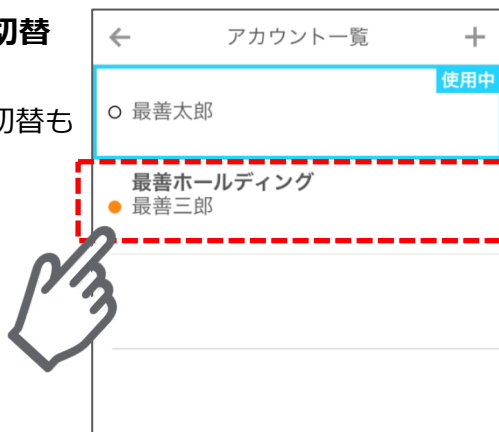 切替
切替も
アカウント一覧
使用中
最善太郎
最善ホールディング
最善三郎